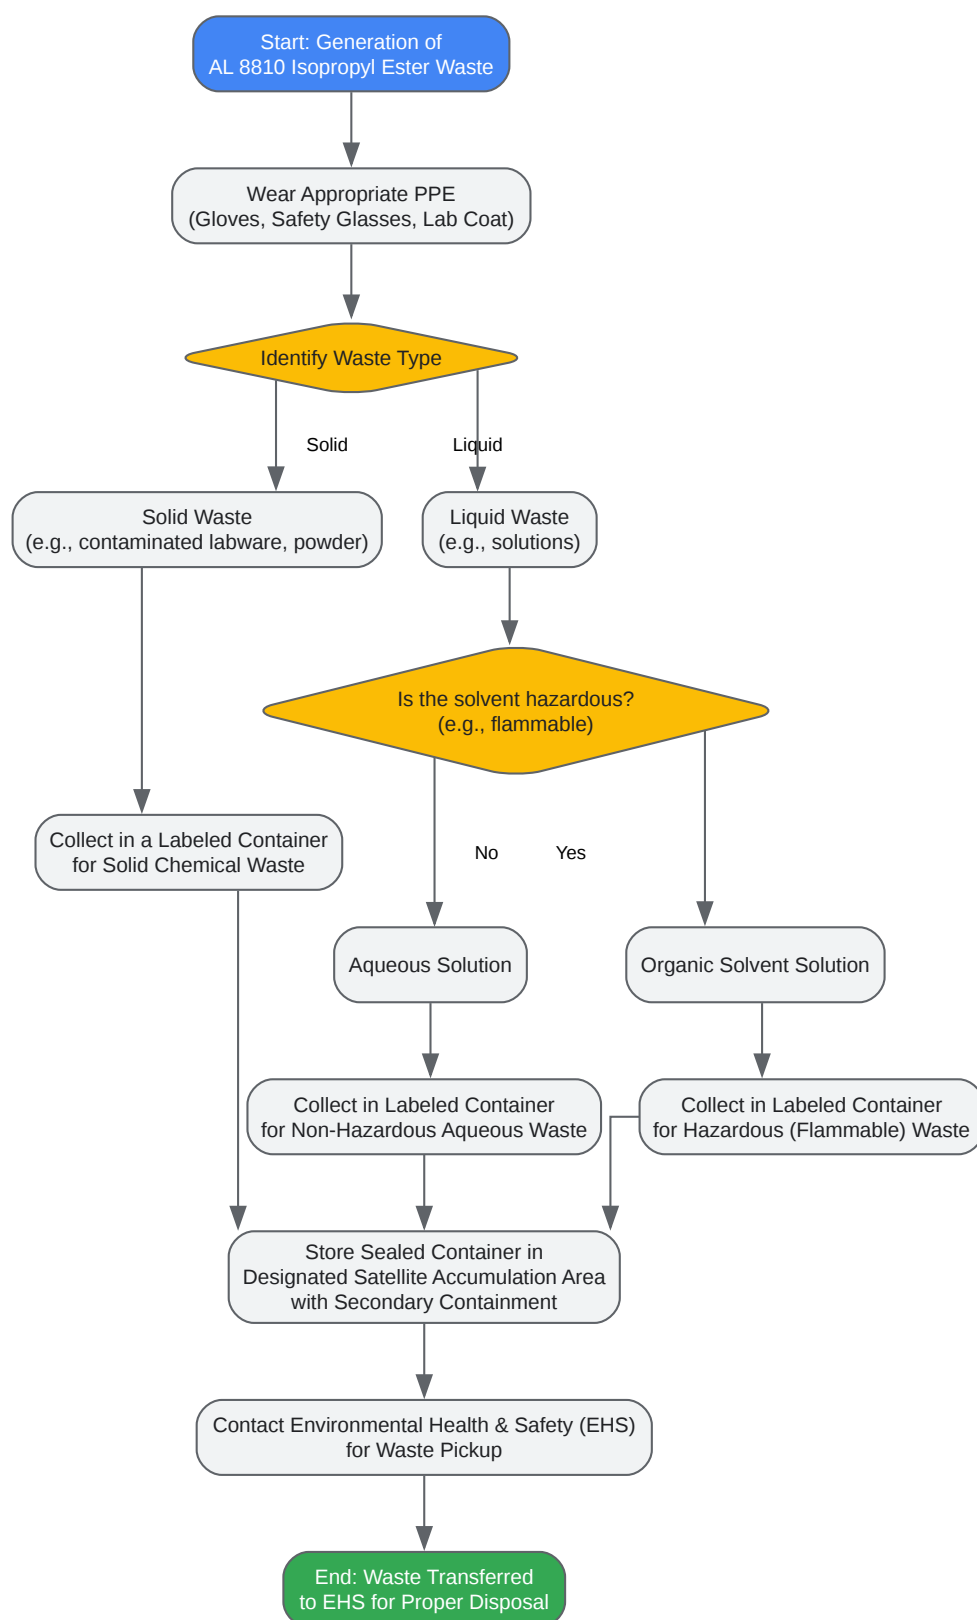 Start: Generation of
AL 8810 Isopropyl Ester Waste
Wear Appropriate PPE
(Gloves, Safety Glasses, Lab Coat)
Identify Waste Type
Solid
Liquid
Solid Waste
(e.g., contaminated labware, powder)
Liquid Waste
(e.g., solutions)
Is the solvent hazardous?
(e.g., flammable)
Collect in a Labeled Container
for Solid Chemical Waste
No
Yes
Aqueous Solution
Organic Solvent Solution
Collect in Labeled Container
for Non-Hazardous Aqueous Waste
Collect in Labeled Container
for Hazardous (Flammable) Waste
Store Sealed Container in
Designated Satellite Accumulation Area
with Secondary Containment
Contact Environmental Health & Safety (EHS)
for Waste Pickup
End: Waste Transferred
to EHS for Proper Disposal